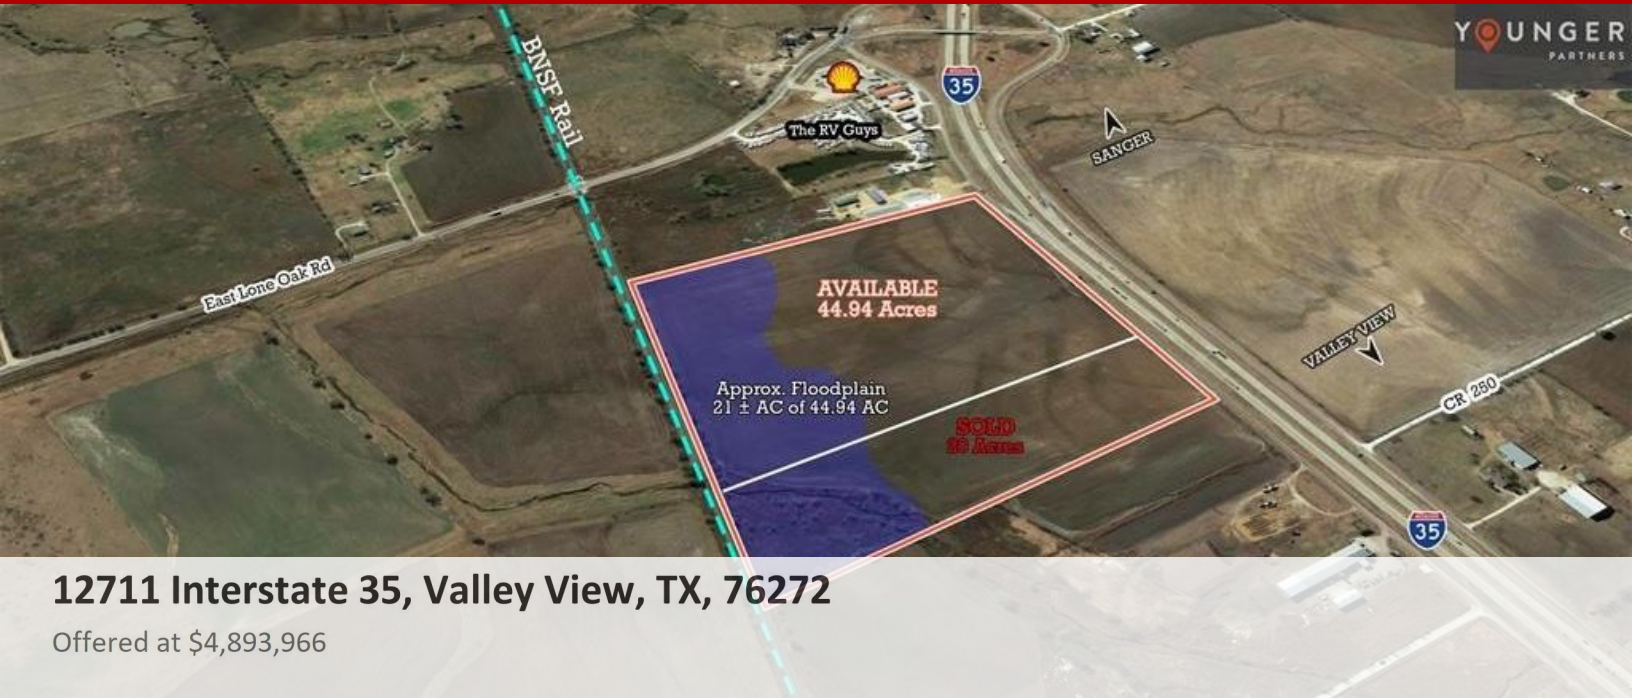 YOUNGER
PARTNERS
BNSF Rail
35
The RV Guys
SANGER
East Lone Oak Rd
AVAILABLE
44.94 Acres
VALLEY VIEW
Approx. Floodplain
21 ± AC of 44.94 AC
CR 250
SOLD
Acres
35
12711 Interstate 35, Valley View, TX, 76272
Offered at $4,893,966